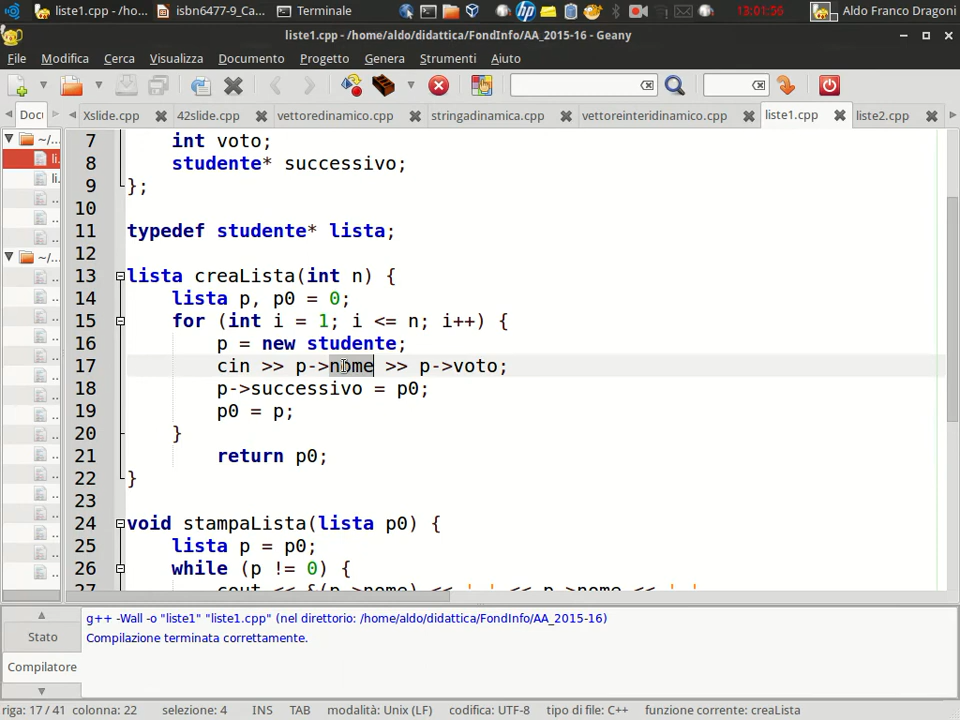 liste1.cpp - /ho...
isbn6477-9_Ca...
Terminale
13:01:56
Aldo Franco Dragoni
liste1.cpp - /home/aldo/didattica/FondInfo/AA_2015-16 - Geany
File Modifica Cerca Visualizza Documento Progetto Genera Strumenti Aiuto
Docu Xslide.cpp 42slide.cpp vettoredinamico.cpp stringadinamica.cpp vettoreinteridinamico.cpp liste1.cpp liste2.cpp
7 int voto;
8 studente* successivo;
9 };
10
11 typedef studente* lista;
12
13 lista creaLista(int n) {
14 lista p, p0 = 0;
15 for (int i = 1; i <= n; i++) {
16 p = new studente;
17 cin >> p->nome >> p->voto;
18 p->successivo = p0;
19 p0 = p;
20 }
21 return p0;
22 }
23
24 void stampaLista(lista p0) {
25 lista p = p0;
26 while (p != 0) {
27 cout << &(p->nome) << ' ' << p->nome << ' '
Stato
Compilatore
g++ -Wall -o "liste1" "liste1.cpp" (nel direttorio: /home/aldo/didattica/FondInfo/AA_2015-16)
Compilazione terminata correttamente.
riga: 17 / 41 colonna: 22 selezione: 4 INS TAB modalità: Unix (LF) codifica: UTF-8 tipo di file: C++ funzione corrente: creaLista